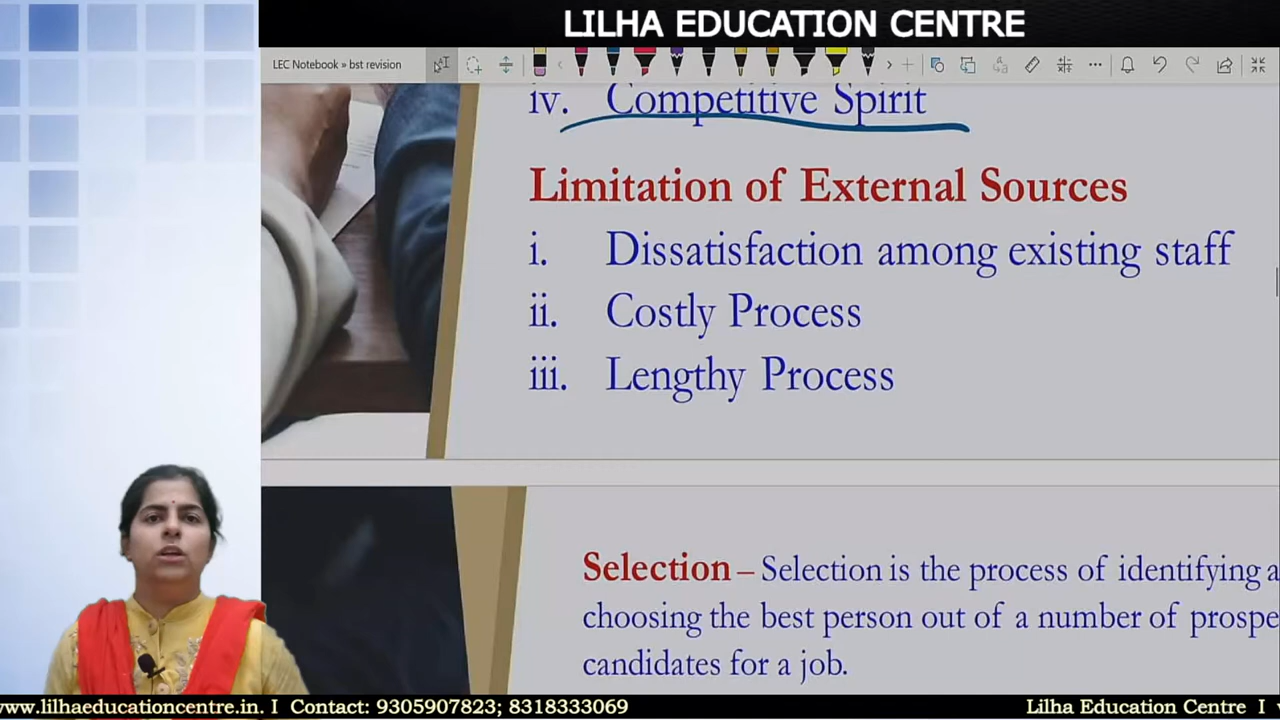 LILHA EDUCATION CENTRE
LEC Notebook » bst revision
iv. Competitive Spirit
Limitation of External Sources
i. Dissatisfaction among existing staff
ii. Costly Process
iii. Lengthy Process
Selection – Selection is the process of identifying a
choosing the best person out of a number of prospe
candidates for a job.
www.lilhaeducationcentre.in. I Contact: 9305907823; 8318333069 Lilha Education Centre I